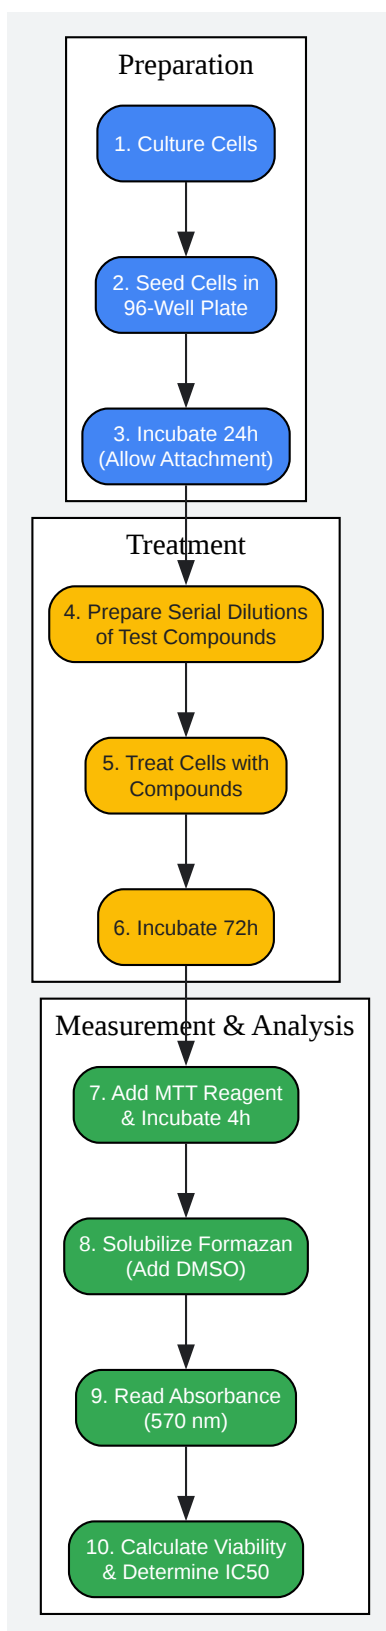 Preparation
1. Culture Cells
2. Seed Cells in
96-Well Plate
3. Incubate 24h
(Allow Attachment)
Treatment
4. Prepare Serial Dilutions
of Test Compounds
5. Treat Cells with
Compounds
6. Incubate 72h
Measurement & Analysis
7. Add MTT Reagent
& Incubate 4h
8. Solubilize Formazan
(Add DMSO)
9. Read Absorbance
(570 nm)
10. Calculate Viability
& Determine IC50